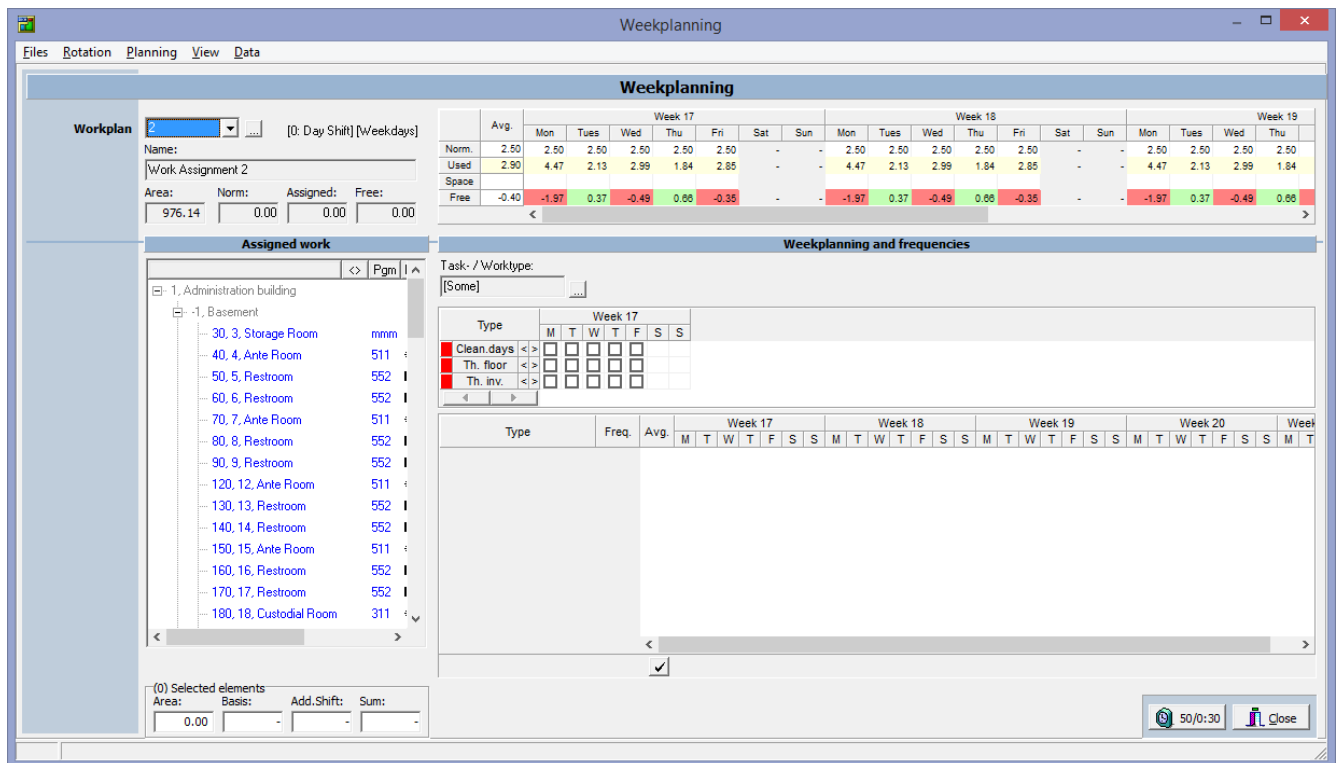 Weekplanning
Files Rotation Planning View Data
Weekplanning
Workplan 2 ... [0: Day Shift] [Weekdays]
Name:
Work Assignment 2
Area: Norm: Assigned: Free:
976.14 0.00 0.00 0.00
Avg. Week 17 Week 18 Week 19
Mon Tues Wed Thu Fri Sat Sun Mon Tues Wed Thu Fri Sat Sun Mon Tues Wed Thu
Norm. 2.50 2.50 2.50 2.50 2.50 2.50 - - 2.50 2.50 2.50 2.50 2.50 - - 2.50 2.50 2.50 2.50
Used 2.90 4.47 2.13 2.99 1.84 2.85 - - 4.47 2.13 2.99 1.84 2.85 - - 4.47 2.13 2.99 1.84
Space
Free -0.40 -1.97 0.37 -0.49 0.66 -0.35 - - -1.97 0.37 -0.49 0.66 -0.35 - - -1.97 0.37 -0.49 0.66
Assigned work
<> Pgm
1, Administration building
-1, Basement
30, 3, Storage Room mmm
40, 4, Ante Room 511
50, 5, Restroom 552
60, 6, Restroom 552
70, 7, Ante Room 511
80, 8, Restroom 552
90, 9, Restroom 552
120, 12, Ante Room 511
130, 13, Restroom 552
140, 14, Restroom 552
150, 15, Ante Room 511
160, 16, Restroom 552
170, 17, Restroom 552
180, 18, Custodial Room 311
(0) Selected elements
Area: Basis: Add.Shift: Sum:
0.00 - - -
Weekplanning and frequencies
Task- / Worktype:
[Some] ...
Type Week 17
M T W T F S S
Clean.days < >
Th. floor < >
Th. inv. < >
Type Freq. Avg. Week 17 Week 18 Week 19 Week 20 Week
M T W T F S S M T W T F S S M T W T F S S M T W T F S S M T
50/0:30 Close